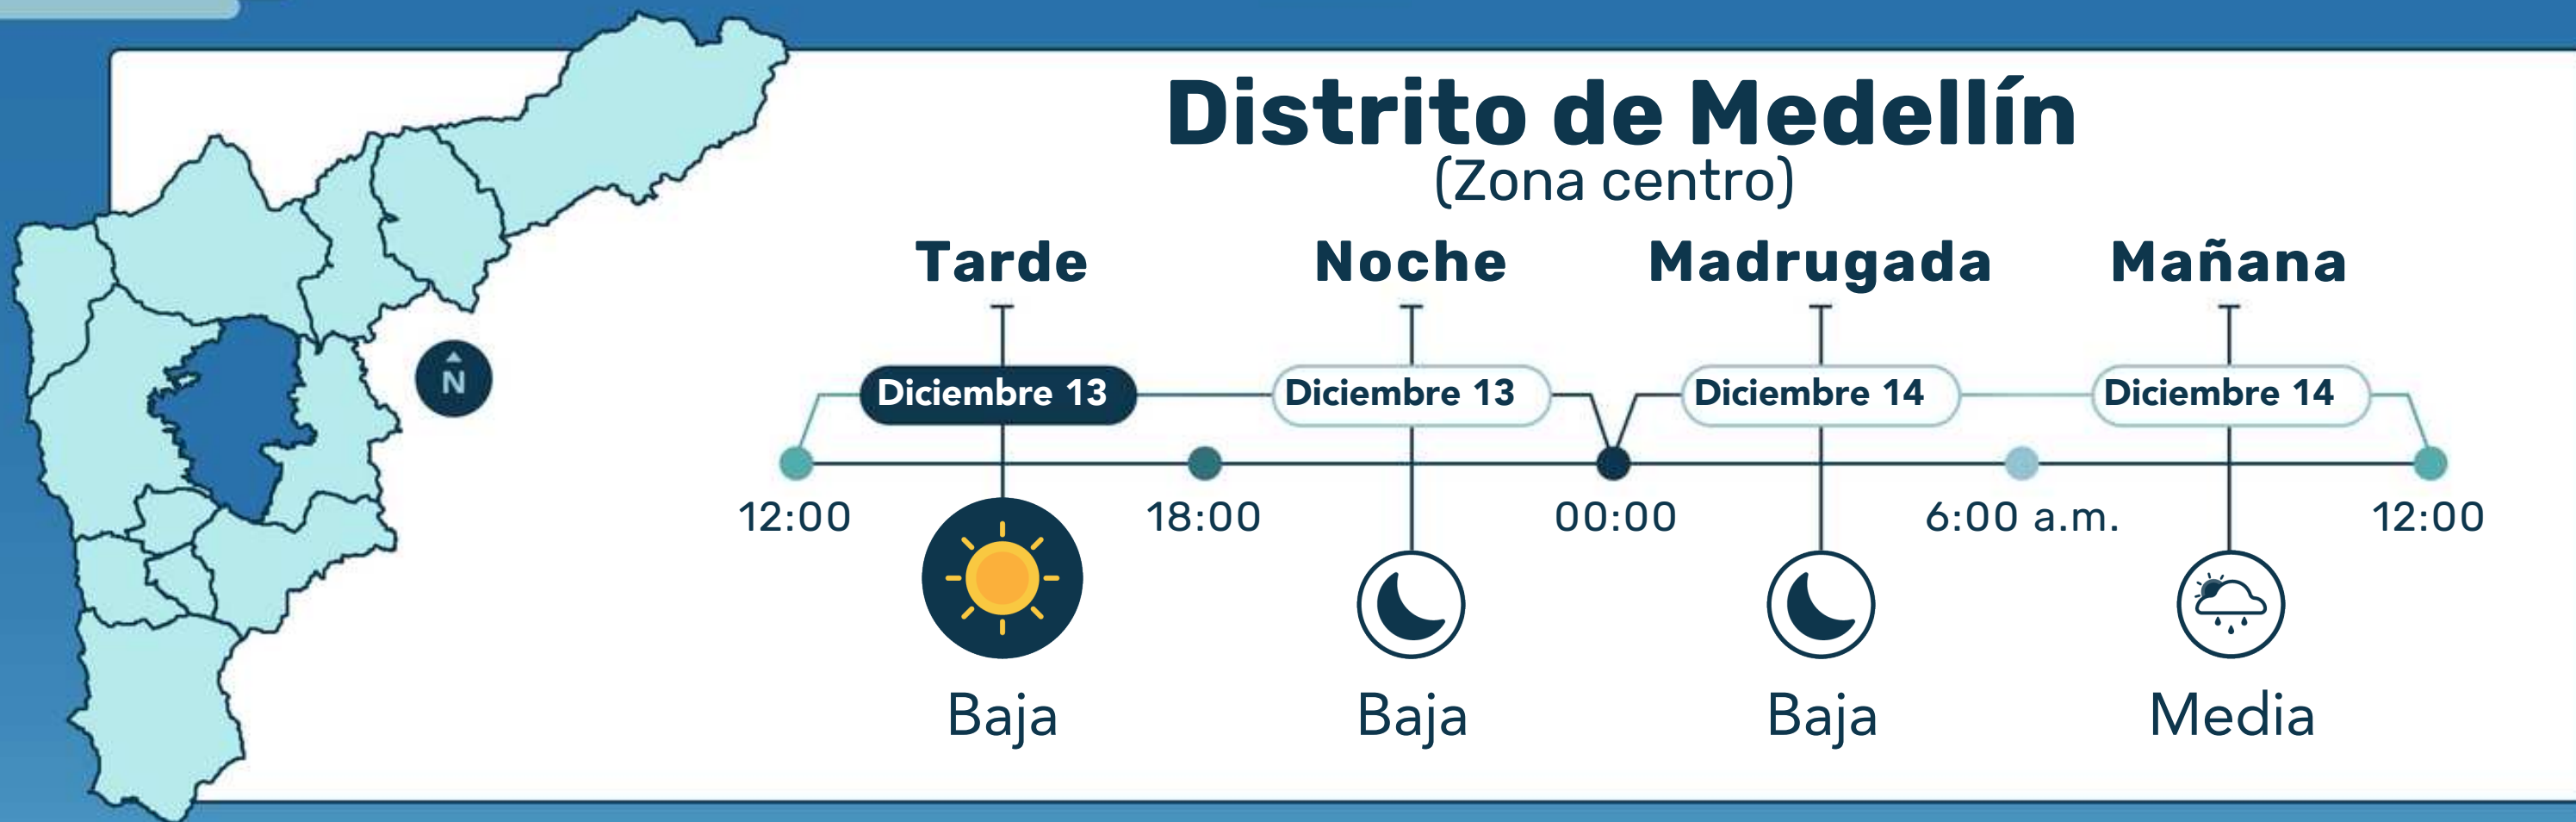 Distrito de Medellín
(Zona centro)
Tarde Noche Madrugada Mañana
Diciembre 13 Diciembre 13 Diciembre 14 Diciembre 14
N
12:00 18:00 00:00 6:00 a.m. 12:00
Baja Baja Baja Media